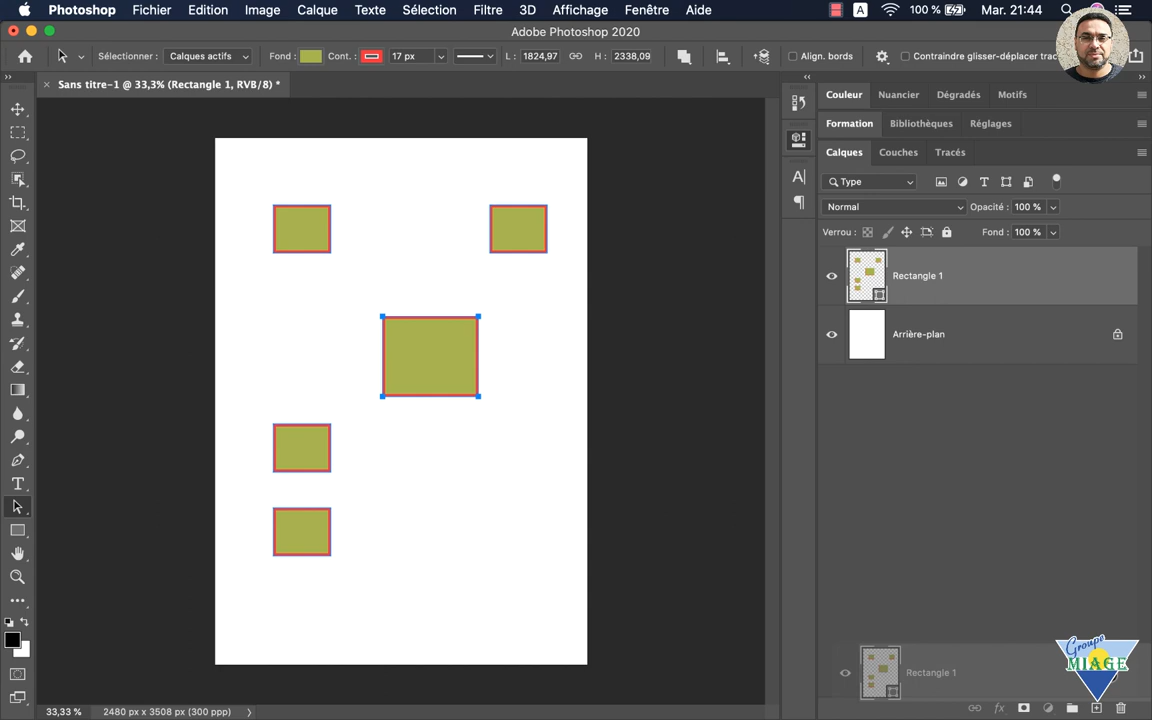 Photoshop Fichier Edition Image Calque Texte Sélection Filtre 3D Affichage Fenêtre Aide A 100 % Mar. 21:44
Adobe Photoshop 2020
Sélectionner : Calques actifs Fond : Cont. : 17 px L : 1824,97 H : 2338,09 Align. bords Contraindre glisser-déplacer trac
Sans titre-1 @ 33,3% (Rectangle 1, RVB/8) *
Couleur Nuancier Dégradés Motifs
Formation Bibliothèques Réglages
Calques Couches Tracés
Type
Normal Opacité : 100 %
Verrou : Fond : 100 %
Rectangle 1
Arrière-plan
Rectangle 1
Groupe
MIAGE
fx
33,33 % 2480 px x 3508 px (300 ppp)